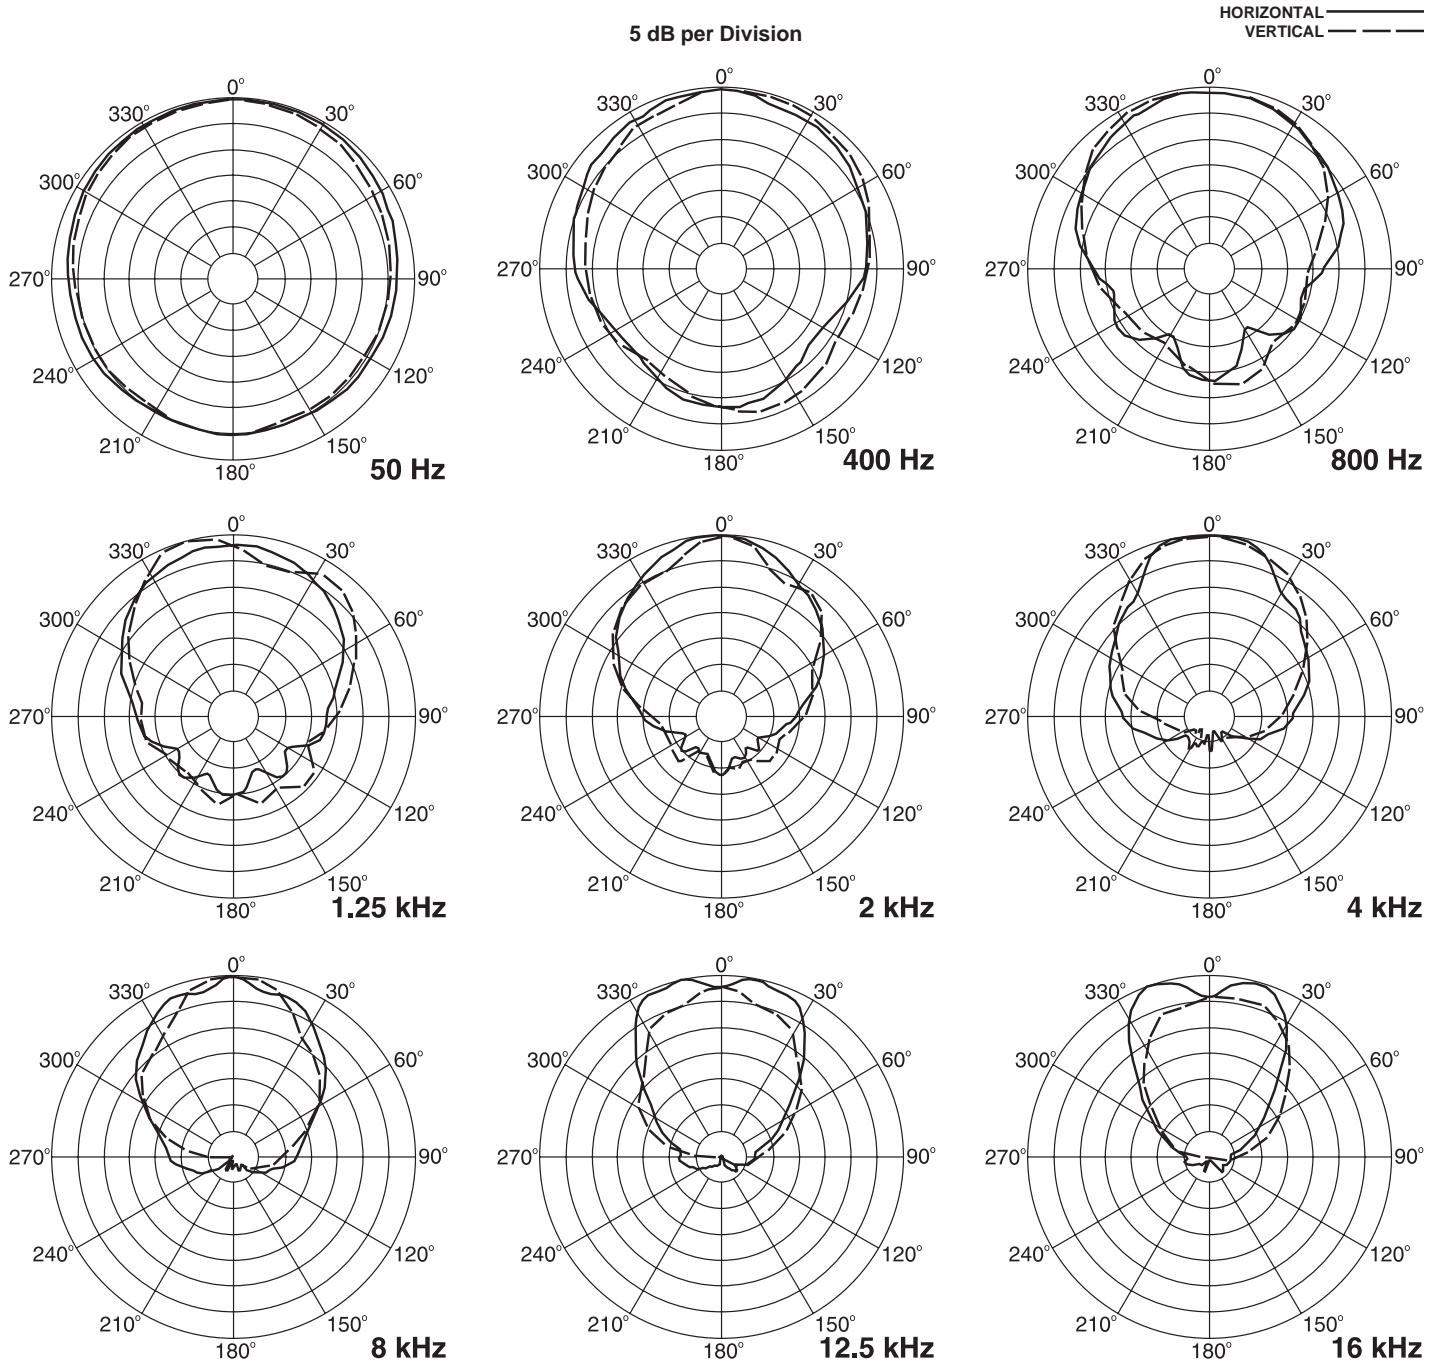 HORIZONTAL
5 dB per Division
VERTICAL
0° 0° 0°
330° 30° 330° 30° 330° 30°
300° 60° 300° 60° 300° 60°
270° 90° 270° 90° 270° 90°
240° 120° 240° 120° 240° 120°
210° 150° 210° 150° 210° 150°
180° 50 Hz 180° 400 Hz 180° 800 Hz
0° 0° 0°
330° 30° 330° 30° 330° 30°
300° 60° 300° 60° 300° 60°
270° 90° 270° 90° 270° 90°
240° 120° 240° 120° 240° 120°
210° 150° 210° 150° 210° 150°
180° 1.25 kHz 180° 2 kHz 180° 4 kHz
0° 0° 0°
330° 30° 330° 30° 330° 30°
300° 60° 300° 60° 300° 60°
270° 90° 270° 90° 270° 90°
240° 120° 240° 120° 240° 120°
210° 150° 210° 150° 210° 150°
180° 8 kHz 180° 12.5 kHz 180° 16 kHz